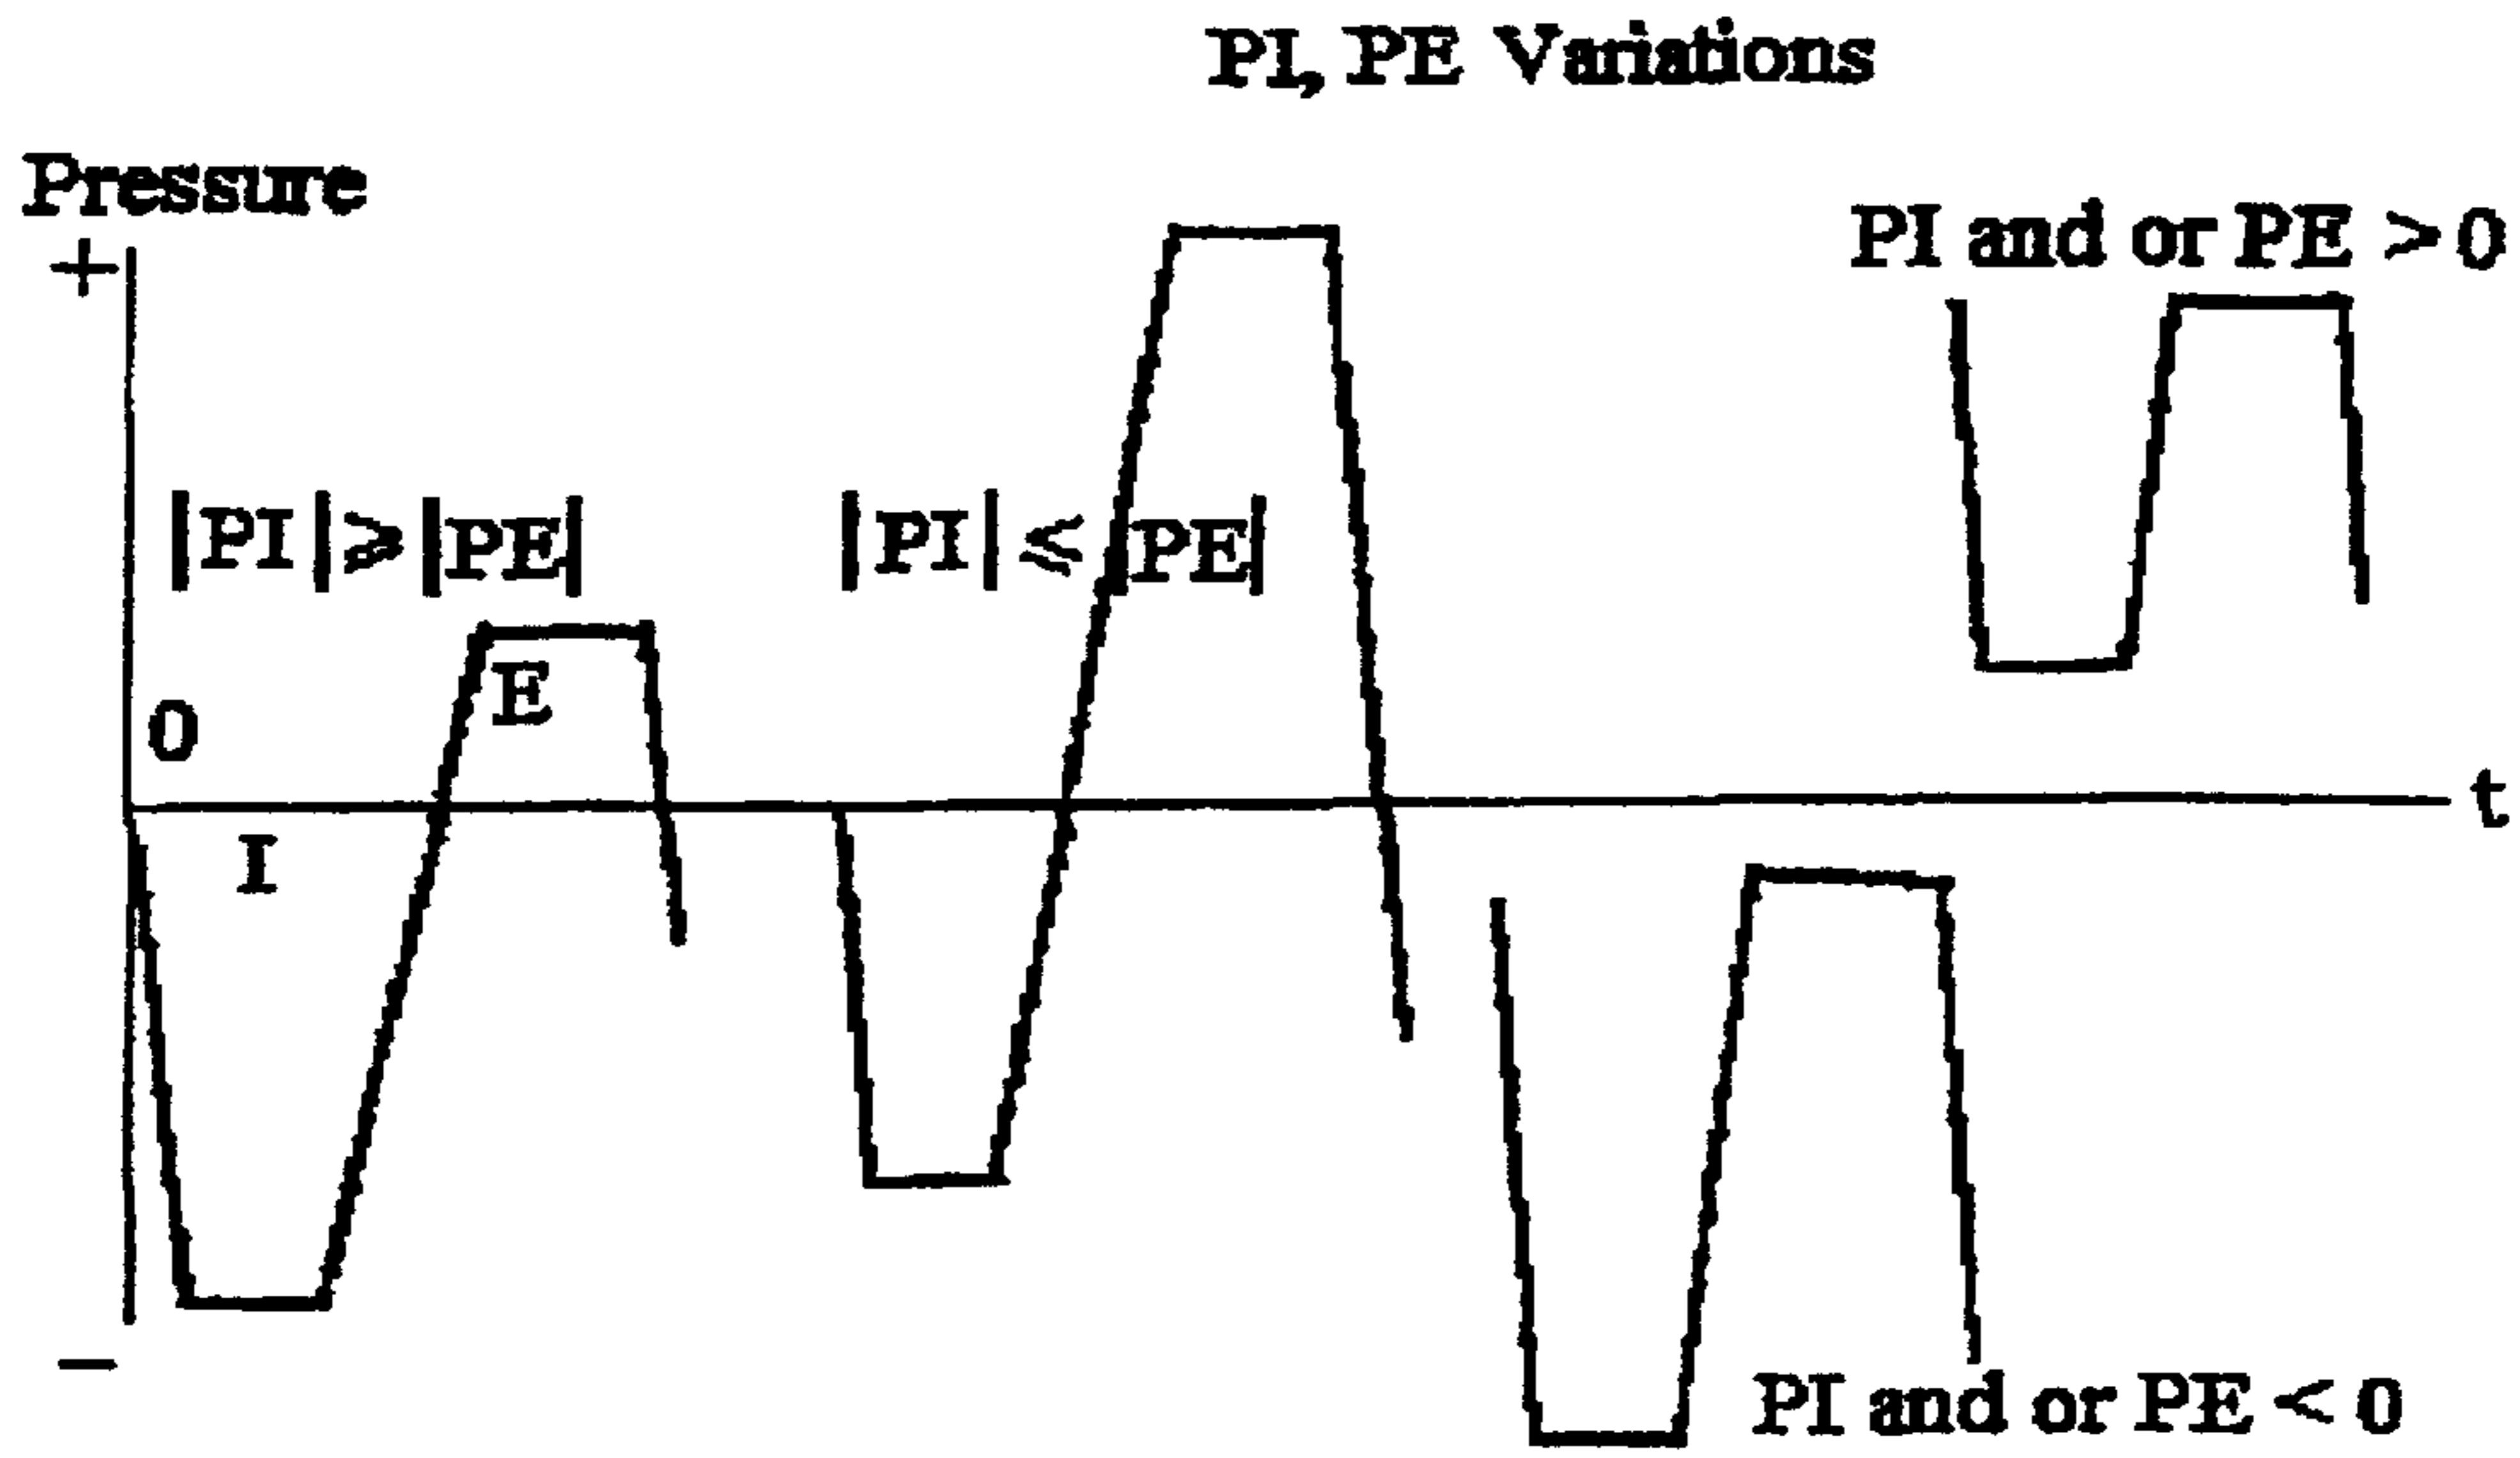 PI, PE Variations
Pressure
+
PI and or PE > 0
|PI|>|PE| |PI| < |PE|
E
0
t
I
PI and or PE < 0
−